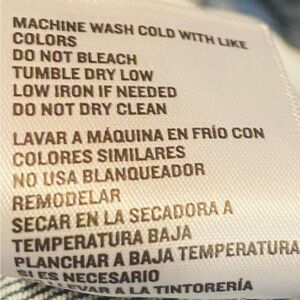 MACHINE WASH COLD WITH LIKE
COLORS
DO NOT BLEACH
TUMBLE DRY LOW
LOW IRON IF NEEDED
DO NOT DRY CLEAN
LAVAR A MÁQUINA EN FRÍO CON
COLORES SIMILARES
NO USA BLANQUEADOR
REMODELAR
SECAR EN LA SECADORA A
TEMPERATURA BAJA
PLANCHAR A BAJA TEMPERATURA
SI ES NECESARIO
LLEVAR A LA TINTORERÍA